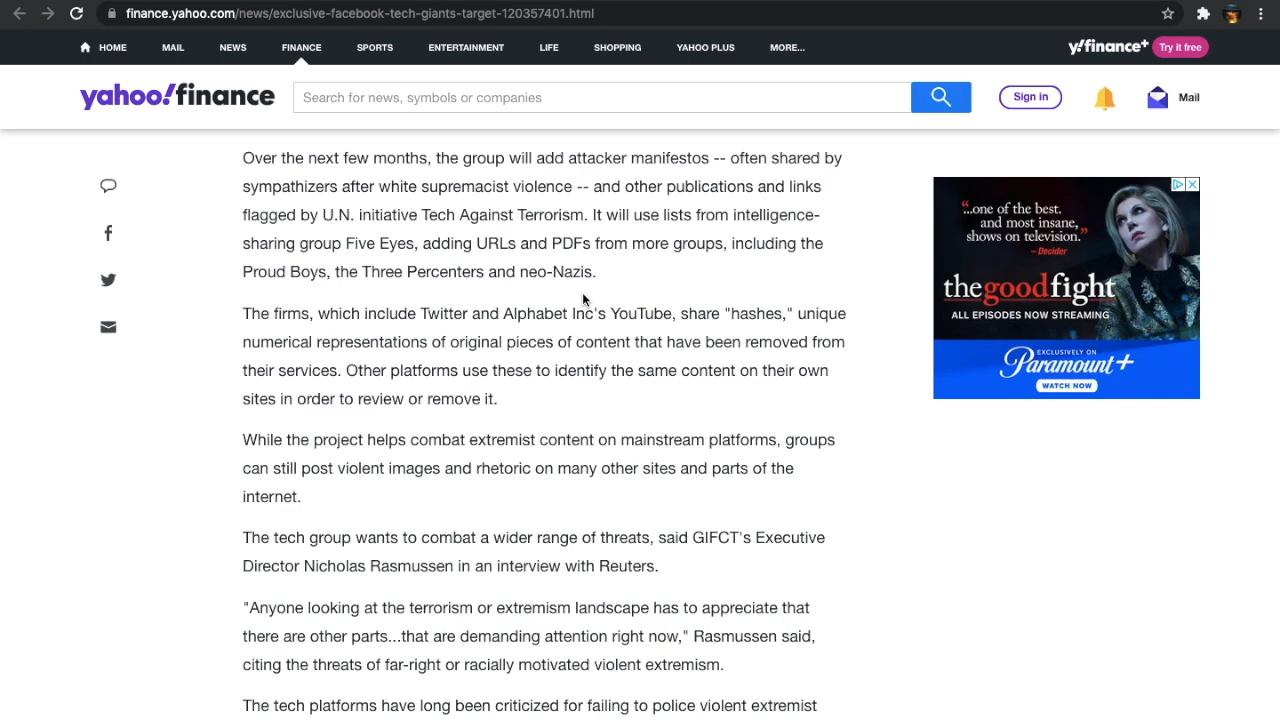 finance.yahoo.com/news/exclusive-facebook-tech-giants-target-120357401.html
HOME MAIL NEWS FINANCE SPORTS ENTERTAINMENT LIFE SHOPPING YAHOO PLUS MORE... y!finance+ Try it free
yahoo!finance Search for news, symbols or companies Sign in Mail
Over the next few months, the group will add attacker manifestos -- often shared by
sympathizers after white supremacist violence -- and other publications and links
flagged by U.N. initiative Tech Against Terrorism. It will use lists from intelligence-
sharing group Five Eyes, adding URLs and PDFs from more groups, including the
Proud Boys, the Three Percenters and neo-Nazis.
The firms, which include Twitter and Alphabet Inc's YouTube, share "hashes," unique
numerical representations of original pieces of content that have been removed from
their services. Other platforms use these to identify the same content on their own
sites in order to review or remove it.
While the project helps combat extremist content on mainstream platforms, groups
can still post violent images and rhetoric on many other sites and parts of the
internet.
The tech group wants to combat a wider range of threats, said GIFCT's Executive
Director Nicholas Rasmussen in an interview with Reuters.
"Anyone looking at the terrorism or extremism landscape has to appreciate that
there are other parts...that are demanding attention right now," Rasmussen said,
citing the threats of far-right or racially motivated violent extremism.
The tech platforms have long been criticized for failing to police violent extremist
“...one of the best.
and most insane,
shows on television.”
- Decider
the good fight
ALL EPISODES NOW STREAMING
EXCLUSIVELY ON
Paramount+
WATCH NOW